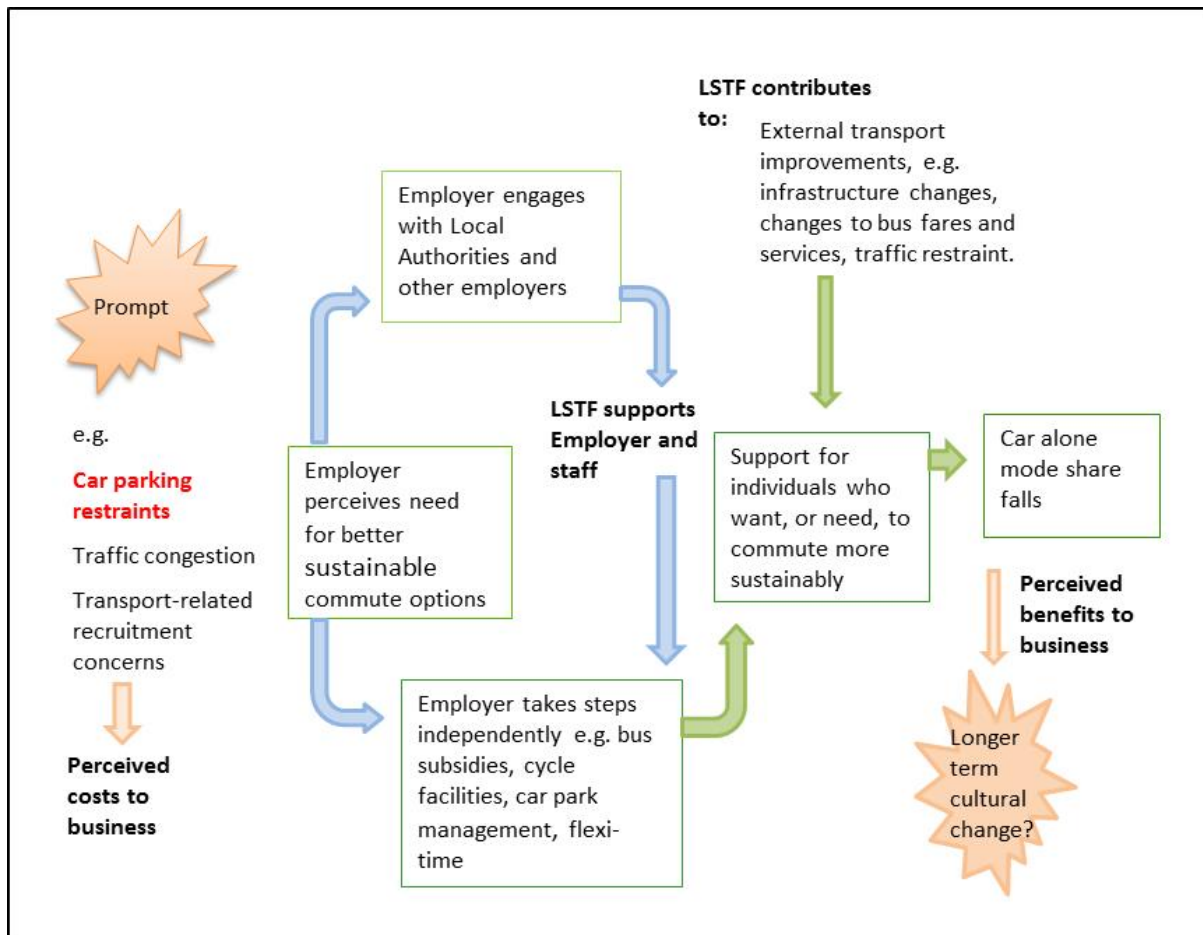 Prompt
e.g.
Car parking
restraints
Traffic congestion
Transport-related
recruitment
concerns
Perceived
costs to
business
Employer
perceives need
for better
sustainable
commute options
Employer engages
with Local
Authorities and
other employers
LSTF supports
Employer and
staff
Employer takes steps
independently e.g. bus
subsidies, cycle
facilities, car park
management, flexi-
time
LSTF contributes
to:
External transport
improvements, e.g.
infrastructure changes,
changes to bus fares and
services, traffic restraint.
Support for
individuals who
want, or need, to
commute more
sustainably
Car alone
mode share
falls
Perceived
benefits to
business
Longer
term
cultural
change?